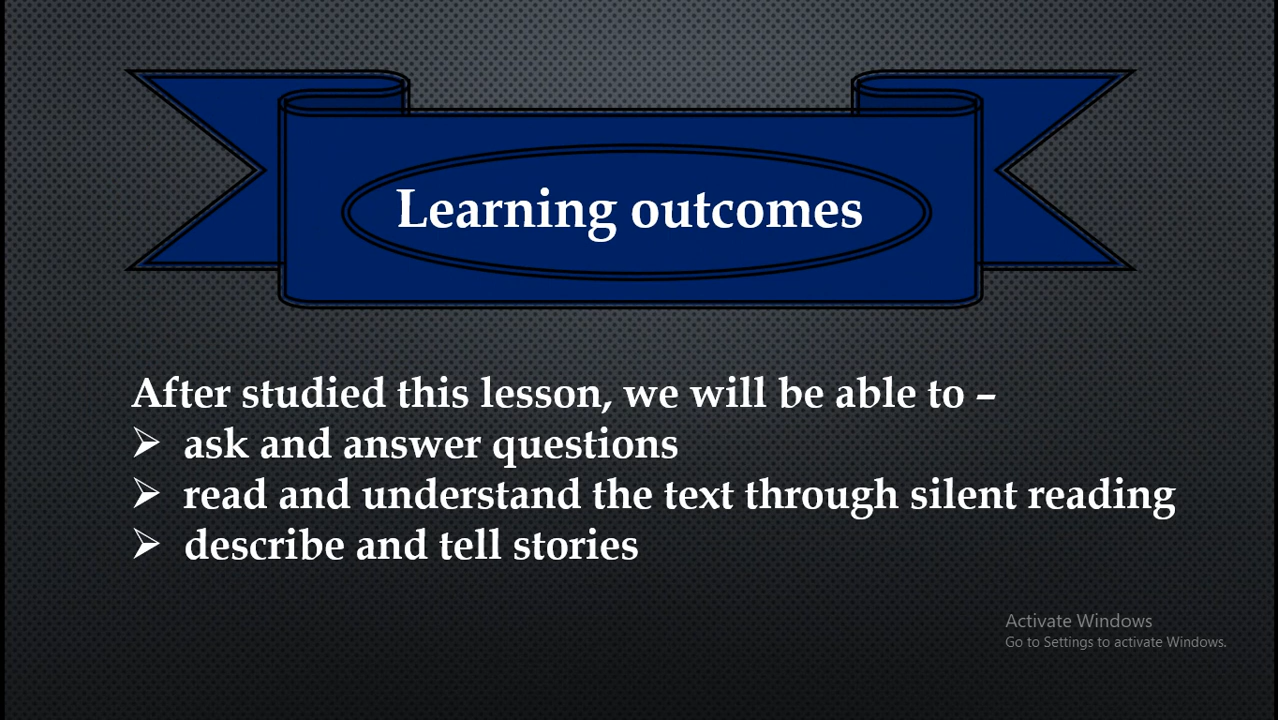 Learning outcomes
After studied this lesson, we will be able to –
➢ ask and answer questions
➢ read and understand the text through silent reading
➢ describe and tell stories
Activate Windows
Go to Settings to activate Windows.